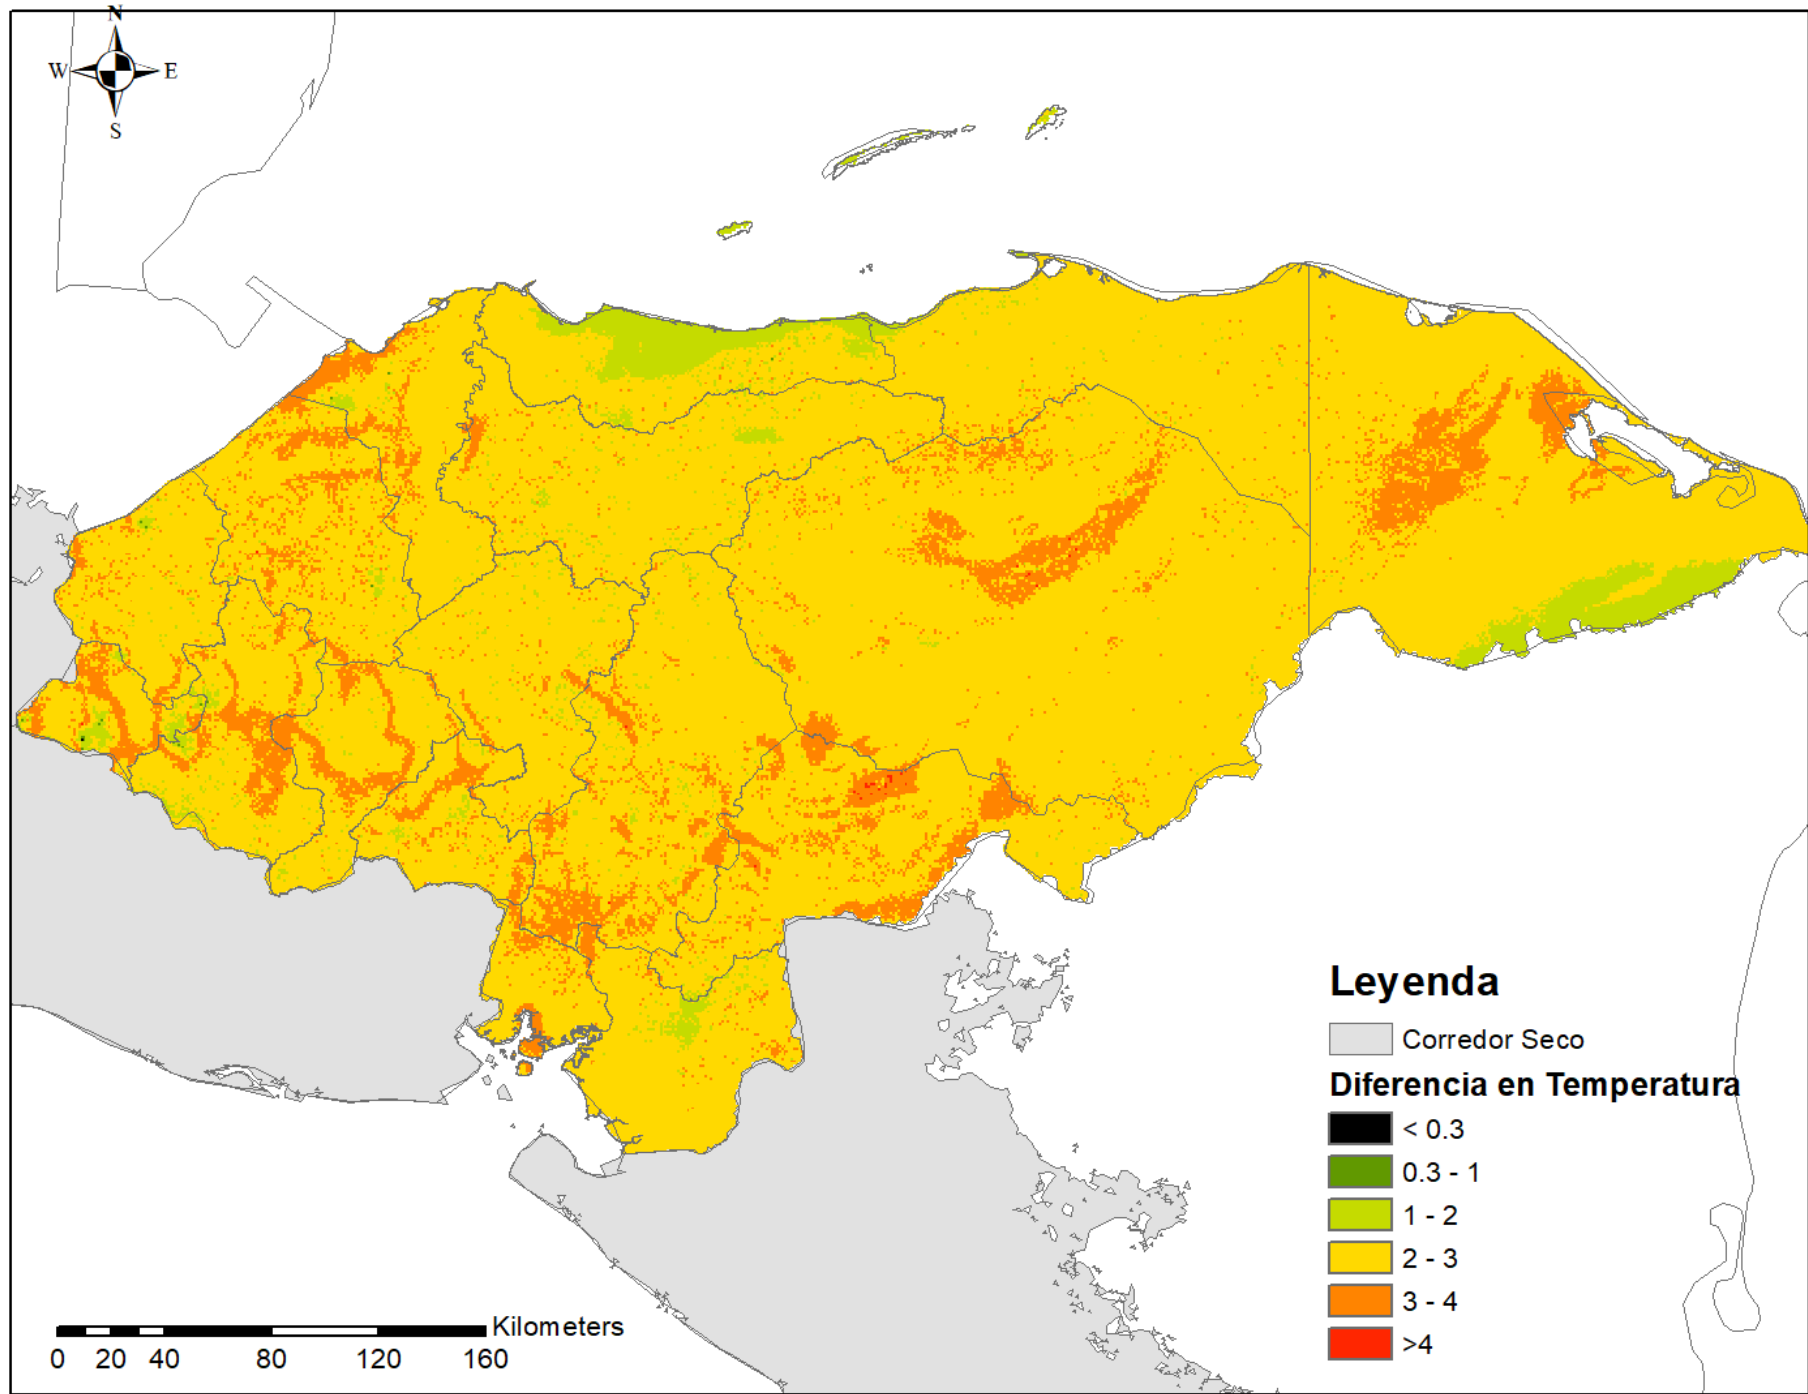 N
W E
S
Leyenda
Corredor Seco
Diferencia en Temperatura
< 0.3
0.3 - 1
1 - 2
2 - 3
3 - 4
>4
Kilometers
0 20 40 80 120 160